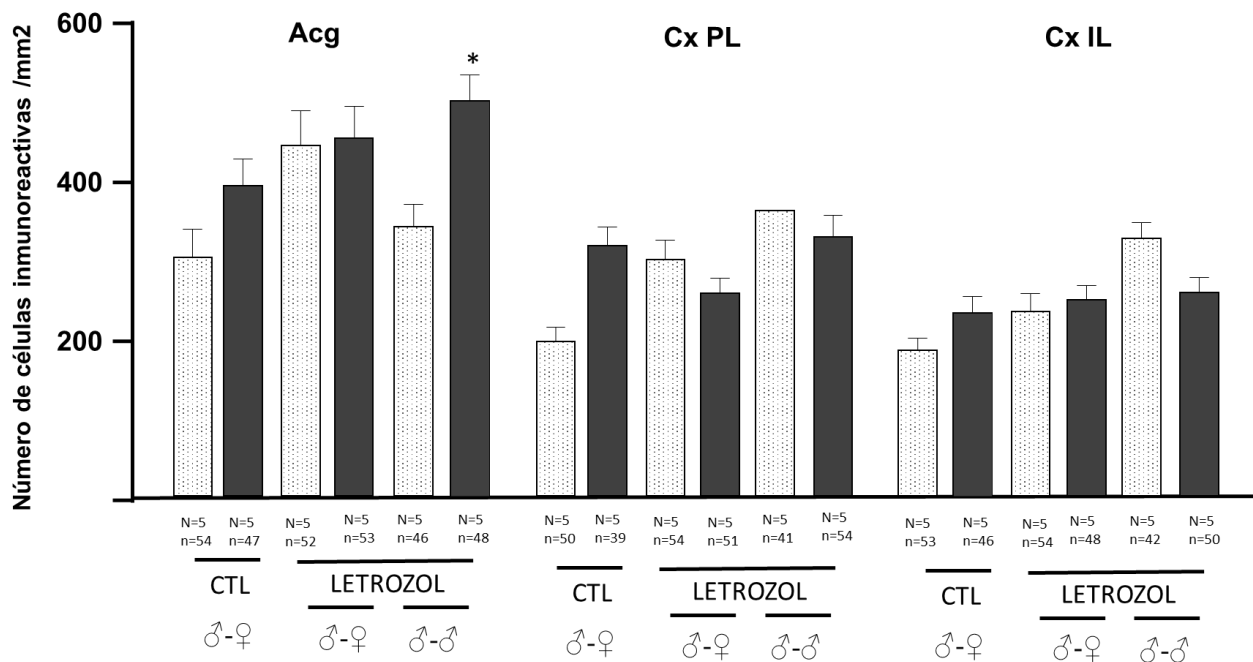 Número de células inmunoreactivas /mm2
600
400
200
Acg
Cx PL
Cx IL
*
N=5 N=5 N=5 N=5 N=5 N=5
n=54 n=47 n=52 n=53 n=46 n=48
N=5 N=5 N=5 N=5 N=5 N=5
n=50 n=39 n=54 n=51 n=41 n=54
N=5 N=5 N=5 N=5 N=5 N=5
n=53 n=46 n=54 n=48 n=42 n=50
CTL LETROZOL
♂-♀ ♂-♀ ♂-♂
CTL LETROZOL
♂-♀ ♂-♀ ♂-♂
CTL LETROZOL
♂-♀ ♂-♀ ♂-♂